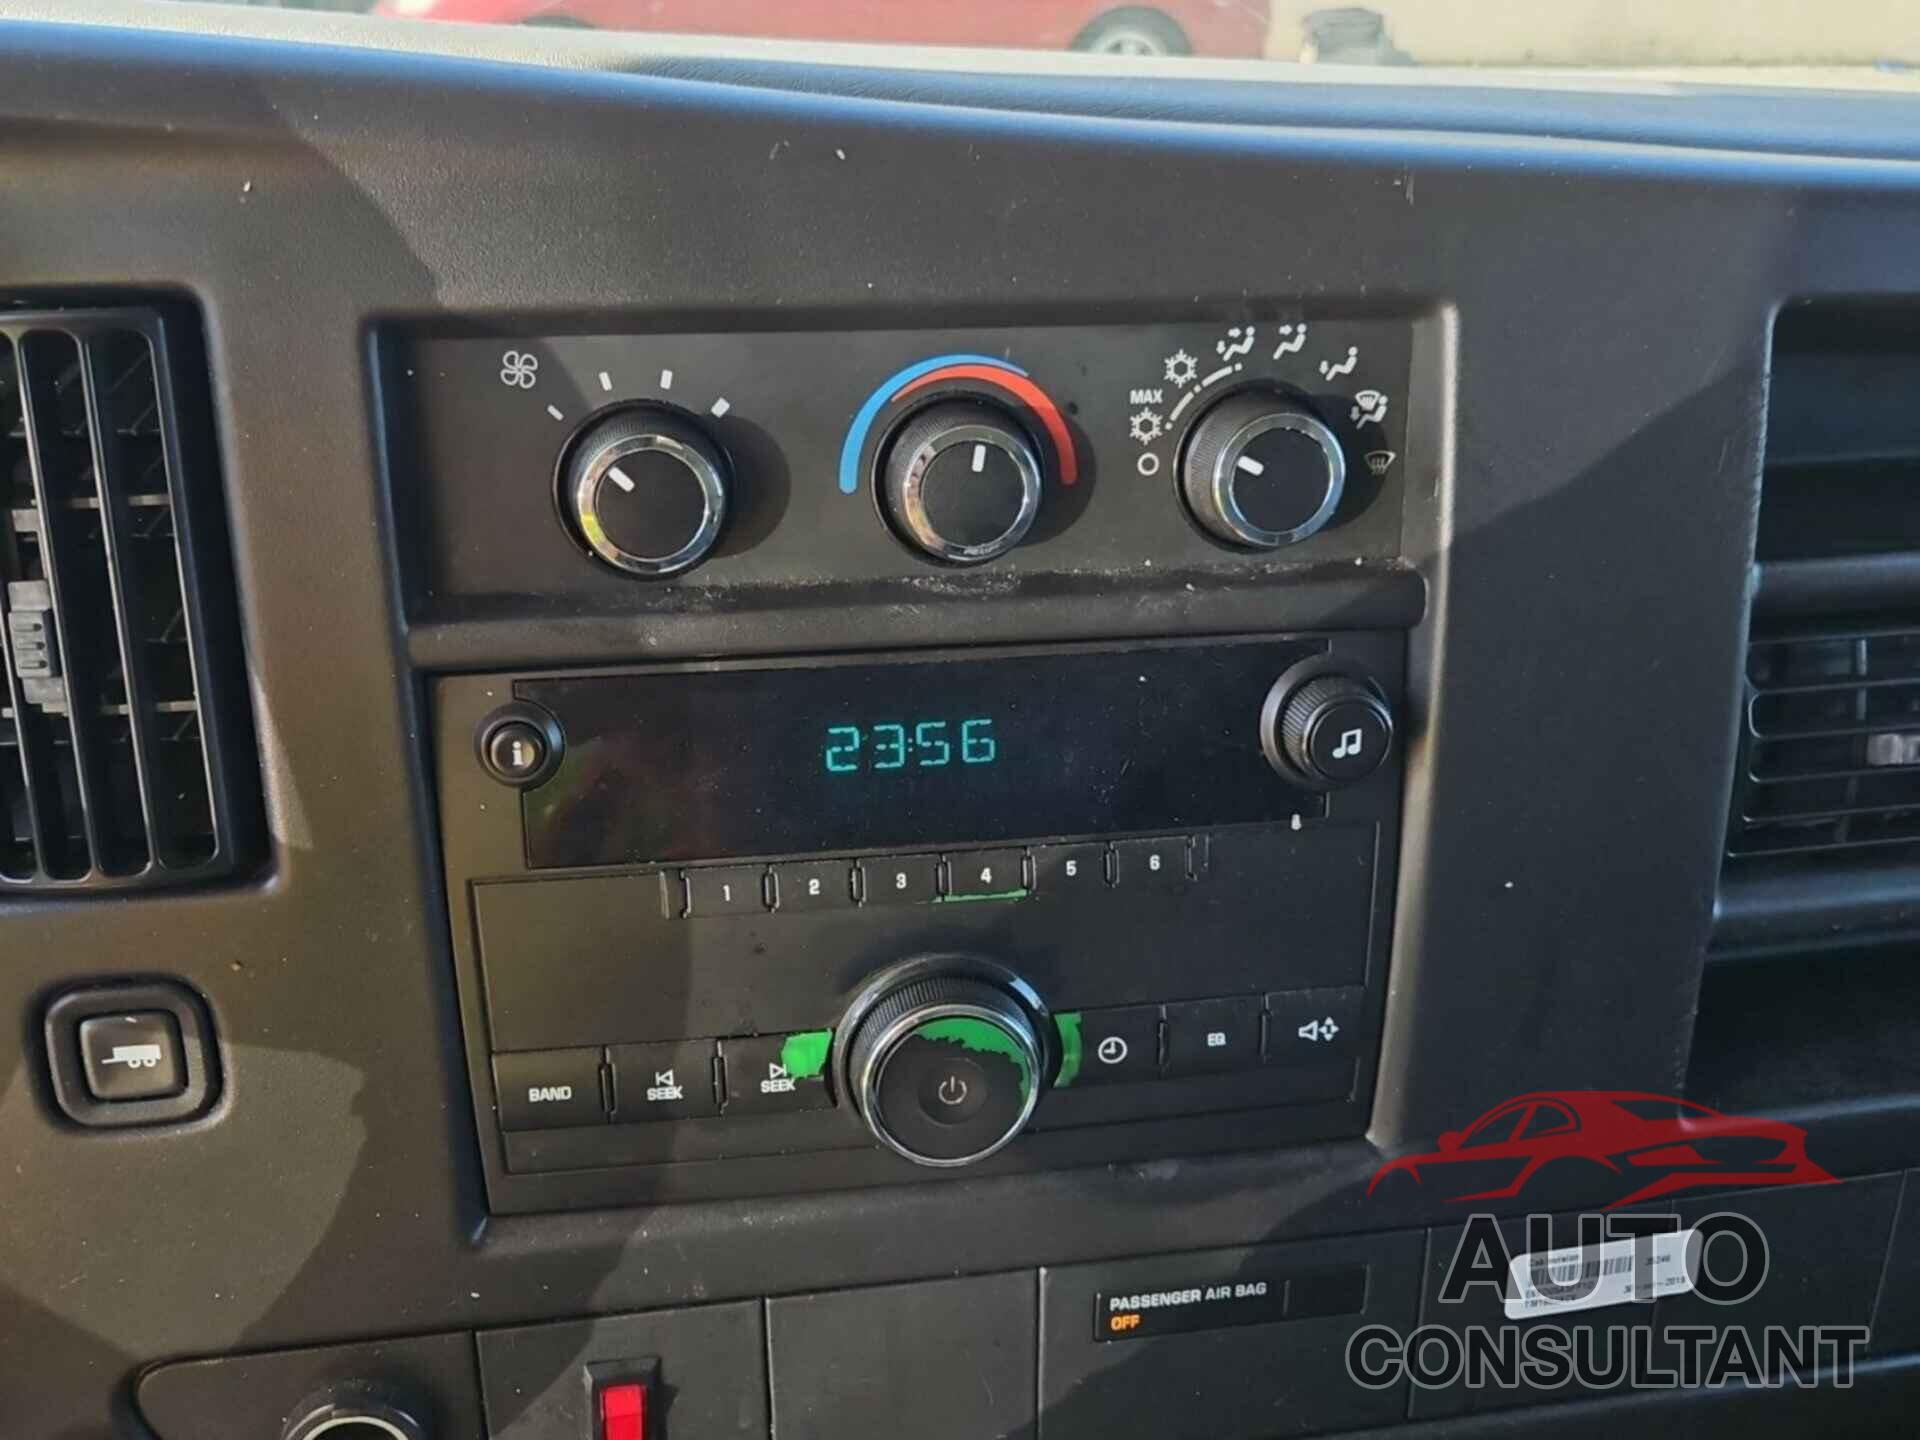 MAX
23:56
i
1 2 3 4 5 6
BAND
SEEK
SEEK
EQ
PASSENGER AIR BAG
OFF
AUTO
CONSULTANT